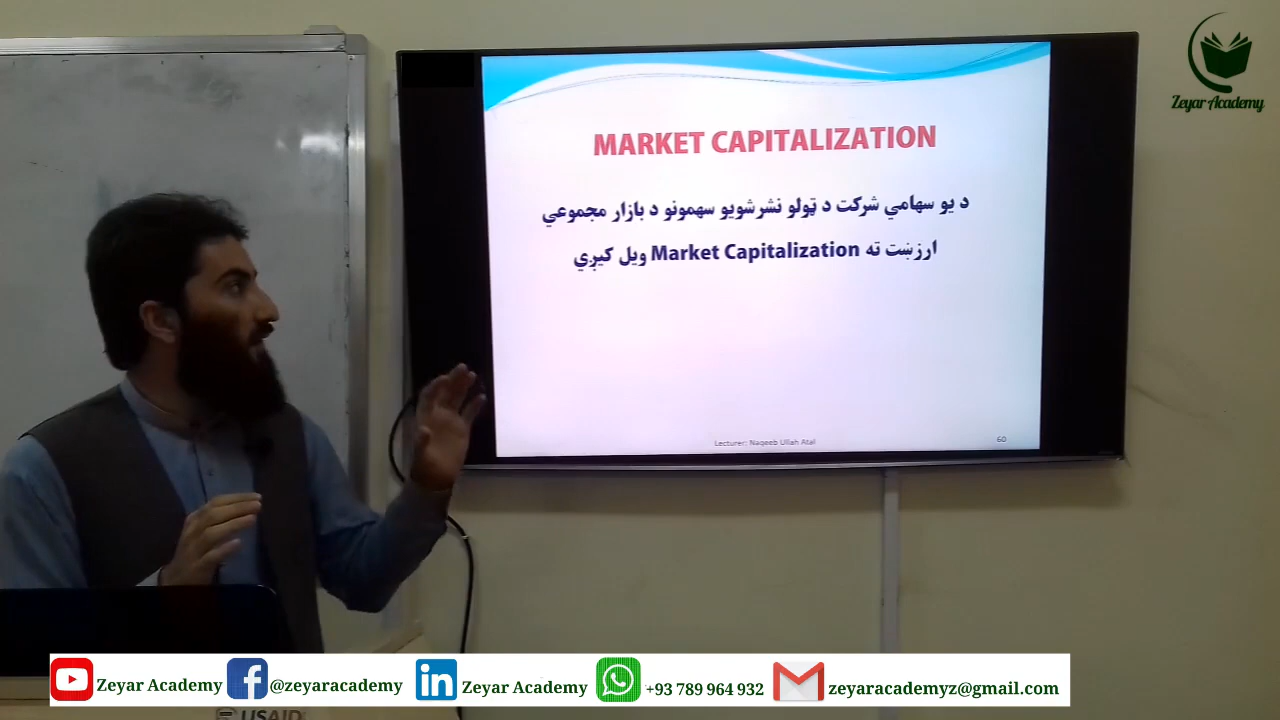 Zeyar Academy
MARKET CAPITALIZATION
د يو سهامي شرکت د ټولو نشرشويو سهمونو د بازار مجموعي
ارزښت ته Market Capitalization ويل کيږي
Lecturer: Naqeeb Ullah Atal
60
Zeyar Academy
@zeyaracademy
Zeyar Academy
+93 789 964 932
zeyaracademyz@gmail.com
USAID